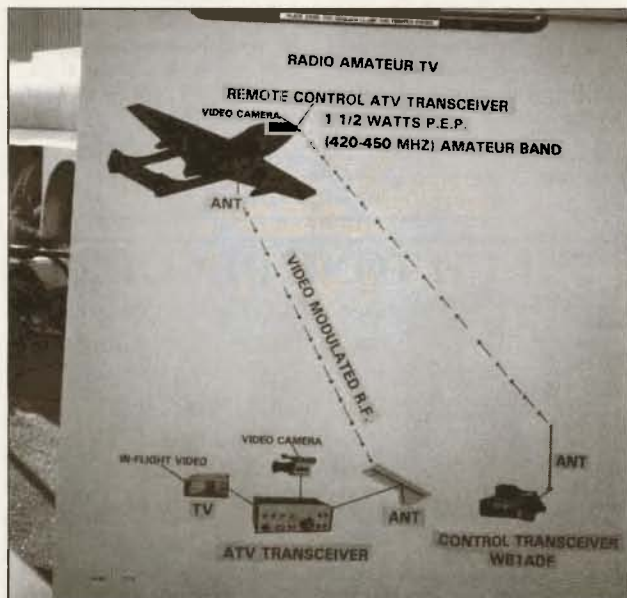 RADIO AMATEUR TV
REMOTE CONTROL ATV TRANSCEIVER
VIDEO CAMERA
1 1/2 WATTS P.E.P.
(420-450 MHZ) AMATEUR BAND
ANT
VIDEO MODULATED R.F.
VIDEO CAMERA
IN-FLIGHT VIDEO
TV
ANT
ANT
ATV TRANSCEIVER
CONTROL TRANSCEIVER
WB1ADF